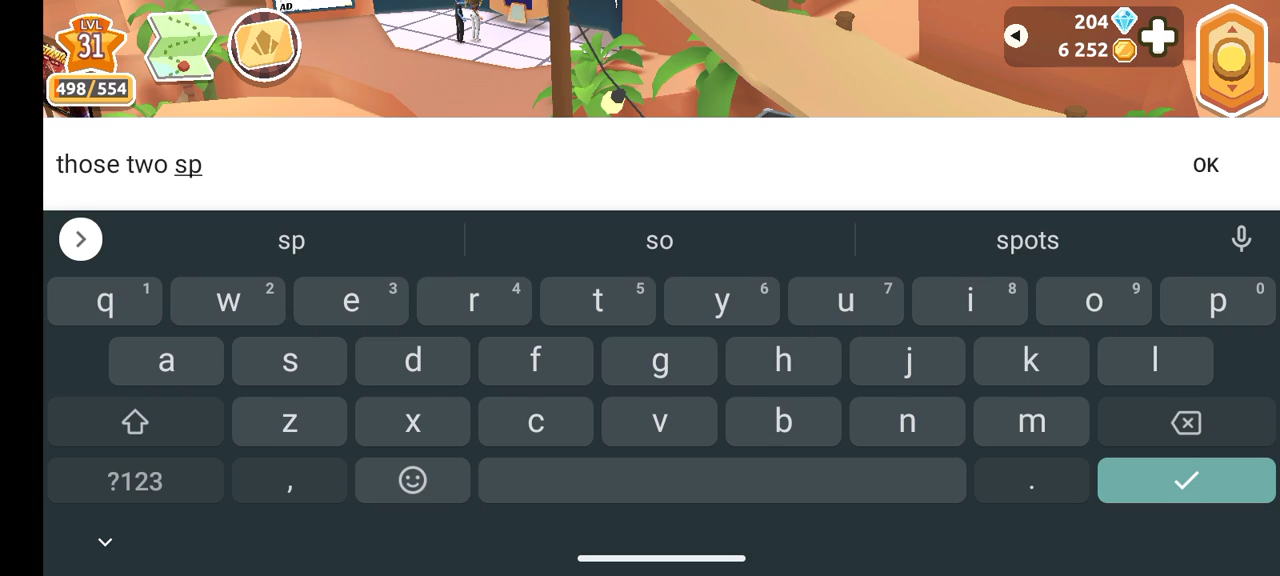 AD
LVL
31
498/554
204
6 252
those two sp
OK
sp so spots
q 1 w 2 e 3 r 4 t 5 y 6 u 7 i 8 o 9 p 0
a s d f g h j k l
z x c v b n m
?123 , .